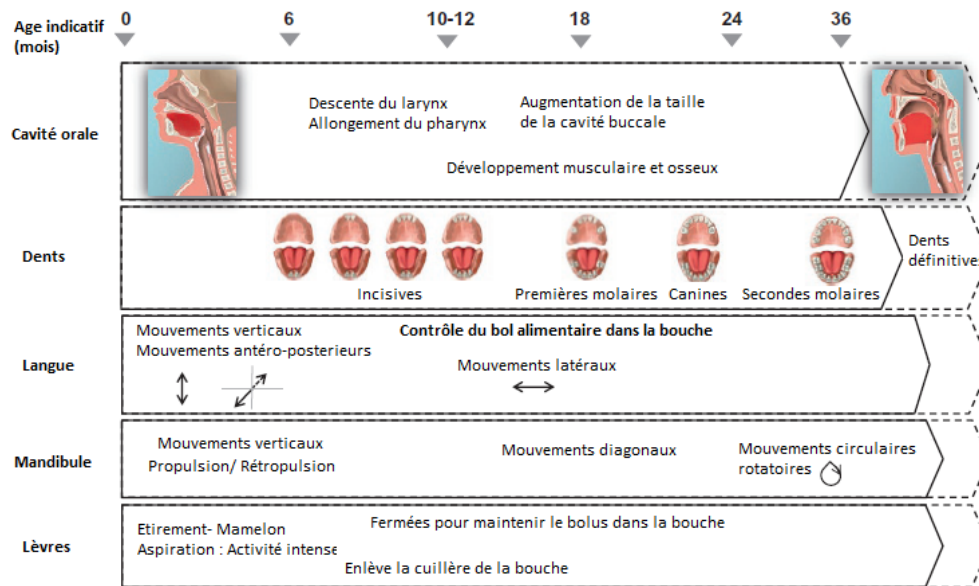 Age indicatif
(mois)
0
6
10-12
18
24
36
Cavité orale
Descente du larynx
Allongement du pharynx
Augmentation de la taille
de la cavité buccale
Développement musculaire et osseux
Dents
Incisives
Premières molaires
Canines
Secondes molaires
Dents
définitives
Langue
Mouvements verticaux
Mouvements antéro-posterieurs
Contrôle du bol alimentaire dans la bouche
Mouvements latéraux
Mandibule
Mouvements verticaux
Propulsion/ Rétropulsion
Mouvements diagonaux
Mouvements circulaires
rotatoires
Lèvres
Etirement- Mamelon
Aspiration : Activité intense
Fermées pour maintenir le bolus dans la bouche
Enlève la cuillère de la bouche